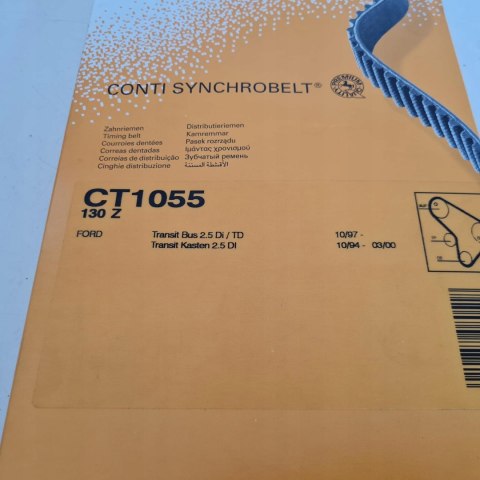 CONTI SYNCHROBELT®
PREMIUM
QUALITY
Zahnriemen
Timing belt
Courroies dentées
Correas dentadas
Correias de distribuição
Cinghie distribuzione
Distributieriemen
Kamremmar
Pasek rozrządu
Ιμάντας χρονισμού
Зубчатый ремень
الأقشطة المسننة
CT1055
130 Z
FORD Transit Bus 2.5 Di / TD 10/97 -
Transit Kasten 2.5 DI 10/94 - 03/00